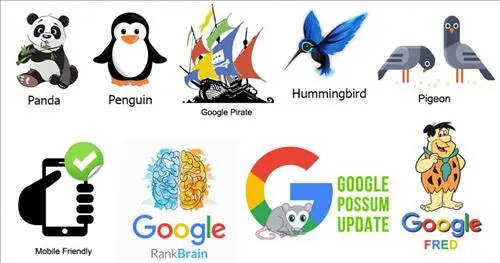 Panda
Penguin
Google Pirate
Hummingbird
Pigeon
Mobile Friendly
Google
RankBrain
G
GOOGLE
POSSUM
UPDATE
Google
FRED